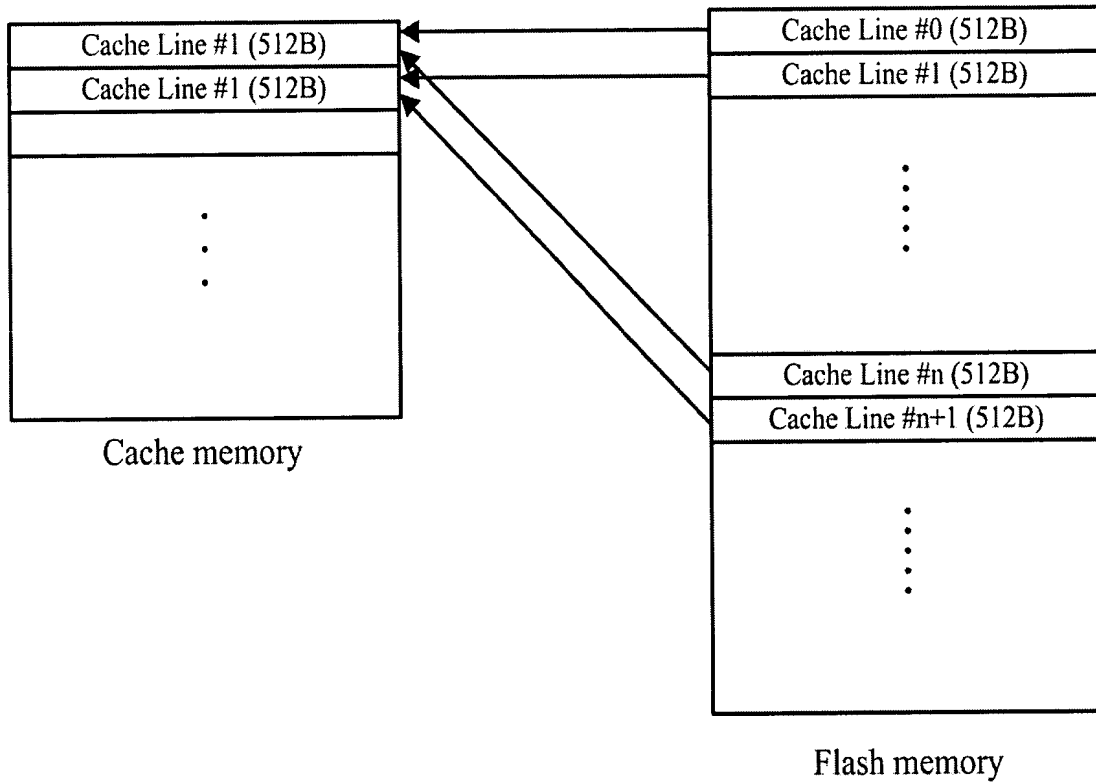 Cache Line #1 (512B)
Cache Line #1 (512B)
Cache memory
Cache Line #0 (512B)
Cache Line #1 (512B)
Cache Line #n (512B)
Cache Line #n+1 (512B)
Flash memory